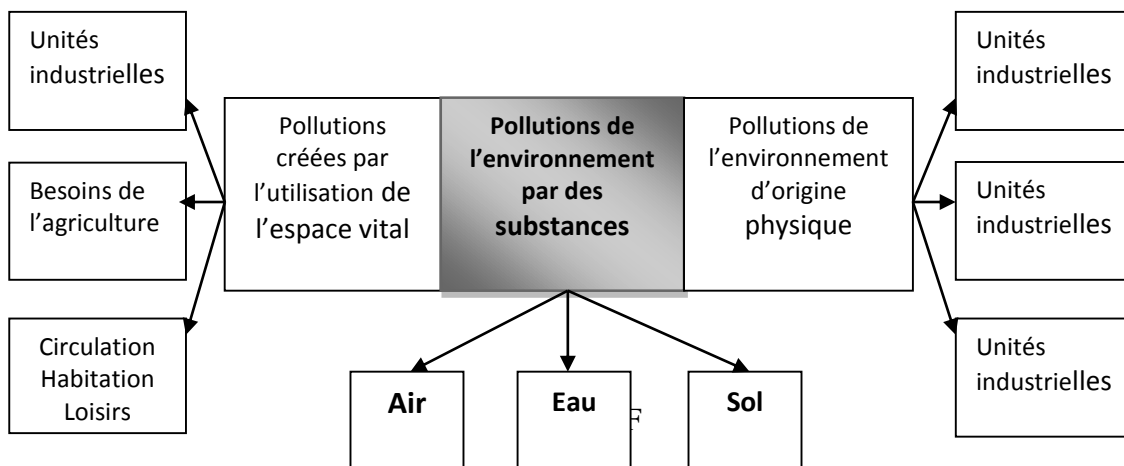 Unités
industrielles
Besoins de
l’agriculture
Circulation
Habitation
Loisirs
Pollutions
créées par
l’utilisation de
l’espace vital
Pollutions de
l’environnement
par des
substances
Pollutions de
l’environnement
d’origine
physique
Unités
industrielles
Unités
industrielles
Unités
industrielles
Air
Eau
Sol